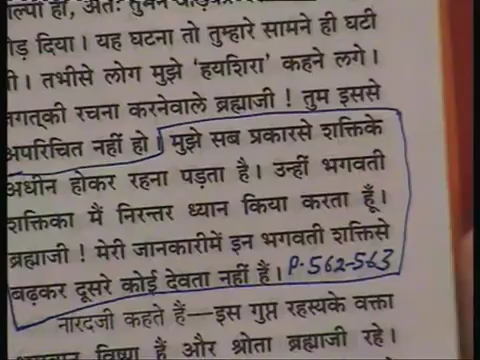 हो, अतः
दिया। यह घटना तो तुम्हारे सामने ही घटी
तभीसे लोग मुझे 'हयशिरा' कहने लगे।
जगत्की रचना करनेवाले ब्रह्माजी ! तुम इससे
अपरिचित नहीं हो। मुझे सब प्रकारसे शक्तिके
अधीन होकर रहना पड़ता है। उन्हीं भगवती
शक्तिका मैं निरन्तर ध्यान किया करता हूँ।
ब्रह्माजी ! मेरी जानकारीमें इन भगवती शक्तिसे
बढ़कर दूसरे कोई देवता नहीं हैं। P-562-563
नारदजी कहते हैं—इस गुप्त रहस्यके वक्ता
विष्णु हैं और श्रोता ब्रह्माजी रहे।